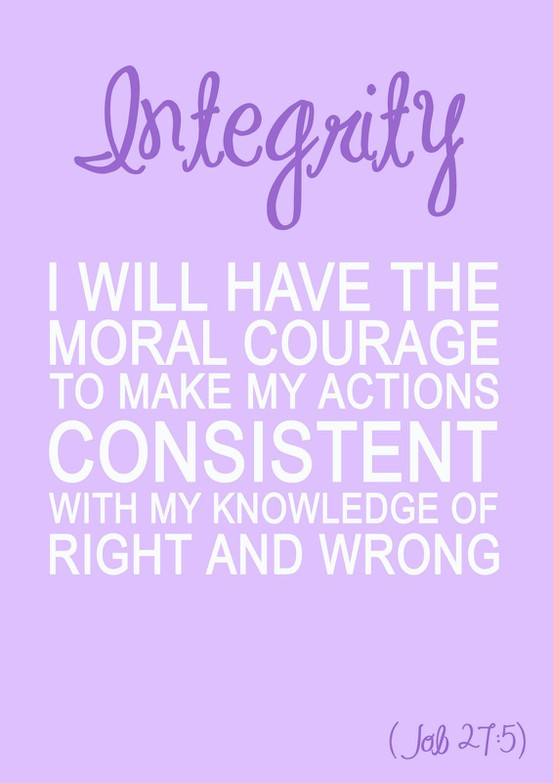 Integrity
I WILL HAVE THE
MORAL COURAGE
TO MAKE MY ACTIONS
CONSISTENT
WITH MY KNOWLEDGE OF
RIGHT AND WRONG
(Job 27:5)